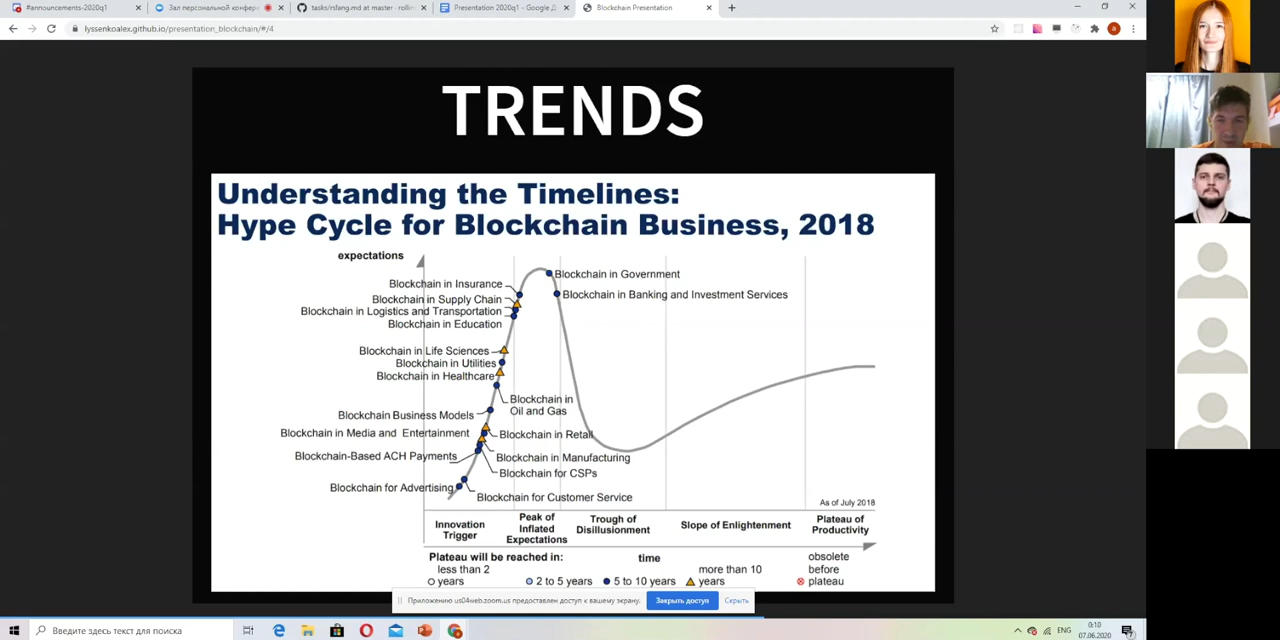 #announcements-2020q1
Зал персональной конфер
tasks/rsfang.md at master · rollin
Presentation 2020q1 - Google Д
Blockchain Presentation
lyssenkoalex.github.io/presentation_blockchain/#/4
TRENDS
Understanding the Timelines:
Hype Cycle for Blockchain Business, 2018
expectations
Blockchain in Government
Blockchain in Insurance
Blockchain in Banking and Investment Services
Blockchain in Supply Chain
Blockchain in Logistics and Transportation
Blockchain in Education
Blockchain in Life Sciences
Blockchain in Utilities
Blockchain in Healthcare
Blockchain in
Oil and Gas
Blockchain Business Models
Blockchain in Media and Entertainment
Blockchain in Retail
Blockchain-Based ACH Payments
Blockchain in Manufacturing
Blockchain for CSPs
Blockchain for Advertising
Blockchain for Customer Service
As of July 2018
Innovation
Trigger
Peak of
Inflated
Expectations
Trough of
Disillusionment
Slope of Enlightenment
Plateau of
Productivity
time
Plateau will be reached in:
less than 2
years
2 to 5 years
5 to 10 years
more than 10
years
obsolete
before
plateau
Приложению us04web.zoom.us предоставлен доступ к вашему экрану.
Закрыть доступ
Скрыть
Введите здесь текст для поиска
ENG
0:10
07.06.2020